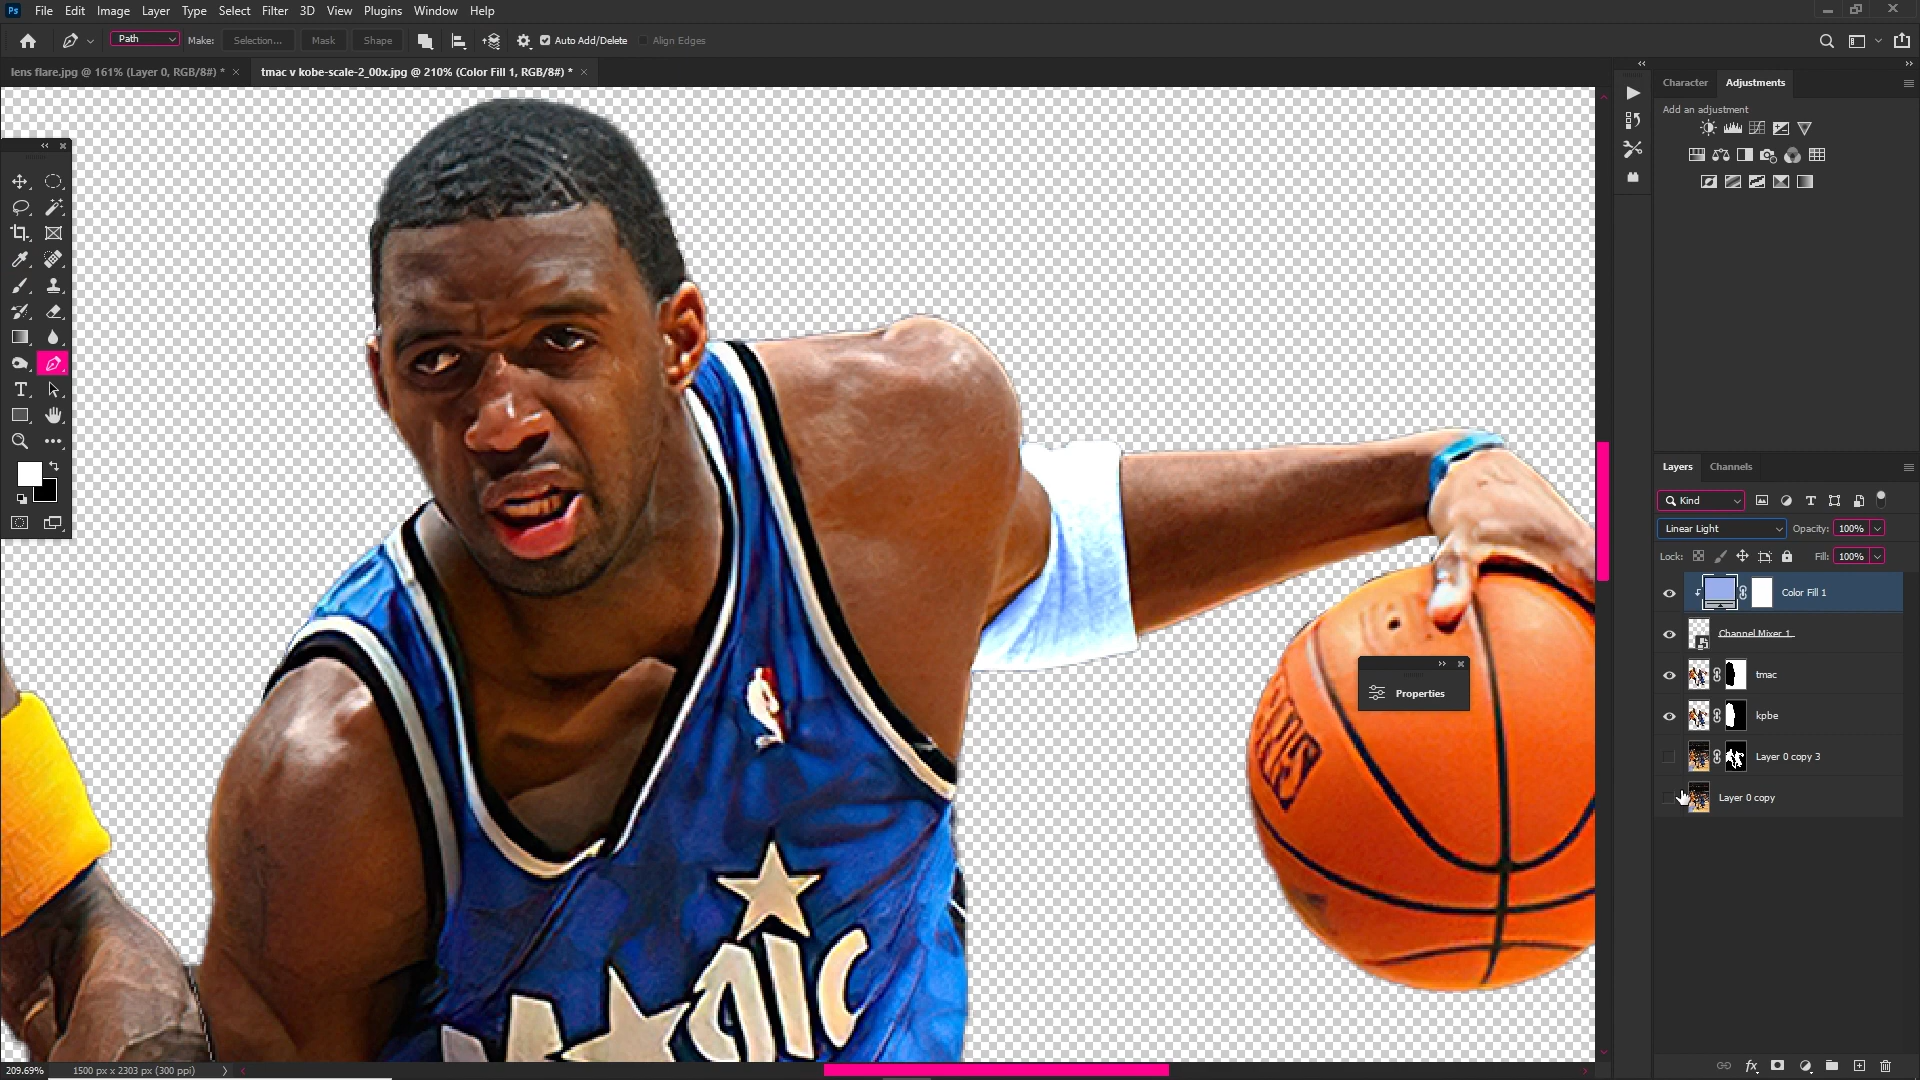 Ps File Edit Image Layer Type Select Filter 3D View Plugins Window Help
Path Make: Selection... Mask Shape Auto Add/Delete Align Edges
lens flare.jpg @ 161% (Layer 0, RGB/8#) * × tmac v kobe-scale-2_00x.jpg @ 210% (Color Fill 1, RGB/8#) * ×
Character Adjustments
Add an adjustment
T
Layers Channels
Kind
Linear Light Opacity: 100%
Lock: Fill: 100%
Color Fill 1
Channel Mixer 1
tmac
kpbe
Layer 0 copy 3
Layer 0 copy
Properties
Magic
209.69% 1500 px x 2303 px (300 ppi)